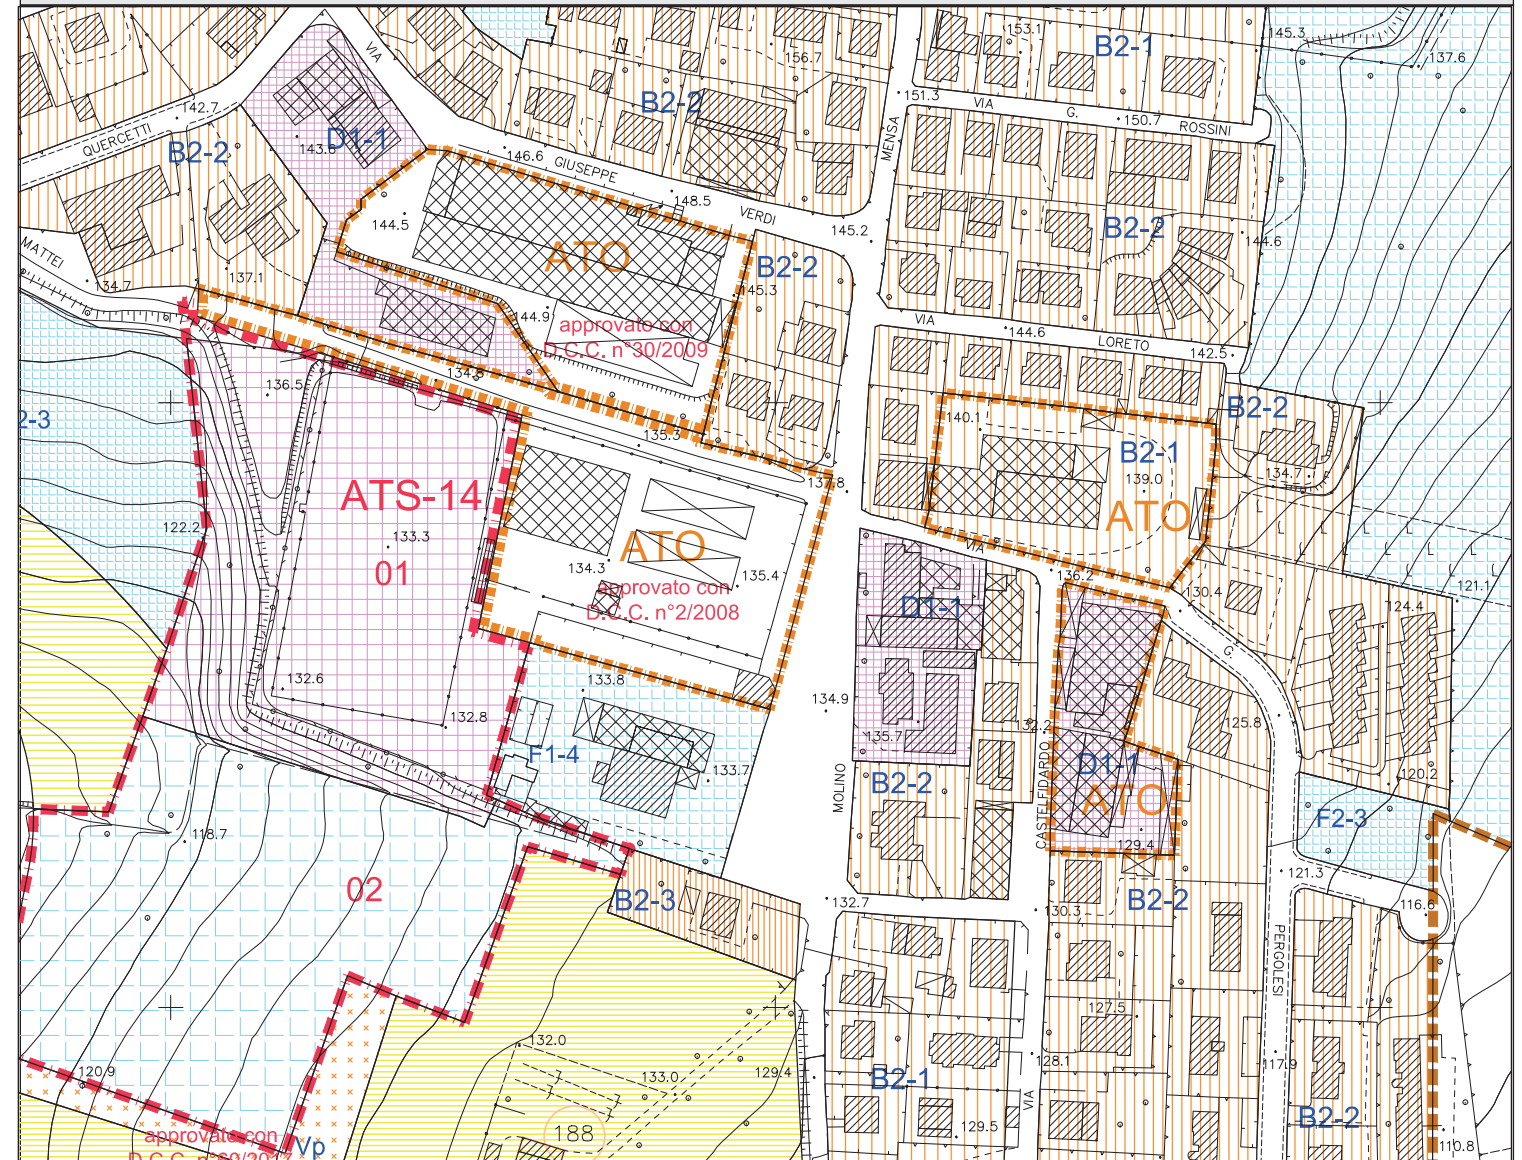 153.1
B2-1
145.3
137.6
VIA
156.7
B2-2
142.7
151.3
VIA
G.
150.7
ROSSINI
QUERCETTI
B2-2
143.6
D1-1
146.6
GIUSEPPE
MENSA
148.5
VERDI
144.5
145.2
B2-2
144.6
MATTEI
134.7
137.1
ATO
B2-2
145.3
144.9
approvato con
D.C.C. n°30/2009
VIA
144.6
LORETO
142.5
136.5
134.8
2-3
135.3
140.1
B2-2
B2-1
139.0
134.7
137.8
ATS-14
122.2
133.3
01
ATO
ATO
134.3
135.4
approvato con
D.C.C. n°2/2008
VIA
136.2
130.4
121.1
124.4
D1-1
G.
132.6
132.8
133.8
134.9
135.7
132.2
125.8
F1-4
133.7
MOLINO
B2-2
CASTELFIDARDO
D1-1
ATO
120.2
F2-3
118.7
129.4
02
B2-3
132.7
130.3
B2-2
121.3
116.6
PERGOLESI
127.5
132.0
133.0
129.4
128.1
117.9
120.9
B2-1
VIA
B2-2
188
129.5
110.8
approvato con
Vp